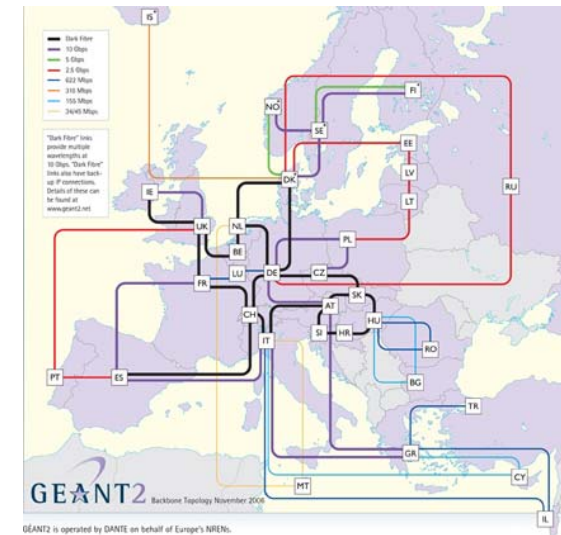 IS
Dark Fibre
10 Gbps
5 Gbps
2.5 Gbps
622 Mbps
310 Mbps
155 Mbps
34/45 Mbps
"Dark Fibre" links
provide multiple
wavelengths at
10 Gbps. "Dark Fibre"
links also have back-
up IP connections.
Details of these can
be found at
www.geant2.net
NO
FI
SE
EE
DK
LV
RU
LT
IE
UK
NL
PL
BE
LU
DE
CZ
FR
SK
AT
CH
HU
IT
SI
HR
RO
PT
ES
BG
TR
GR
CY
MT
IL
GEANT2 Backbone Topology November 2006
GÉANT2 is operated by DANTE on behalf of Europe's NRENs.